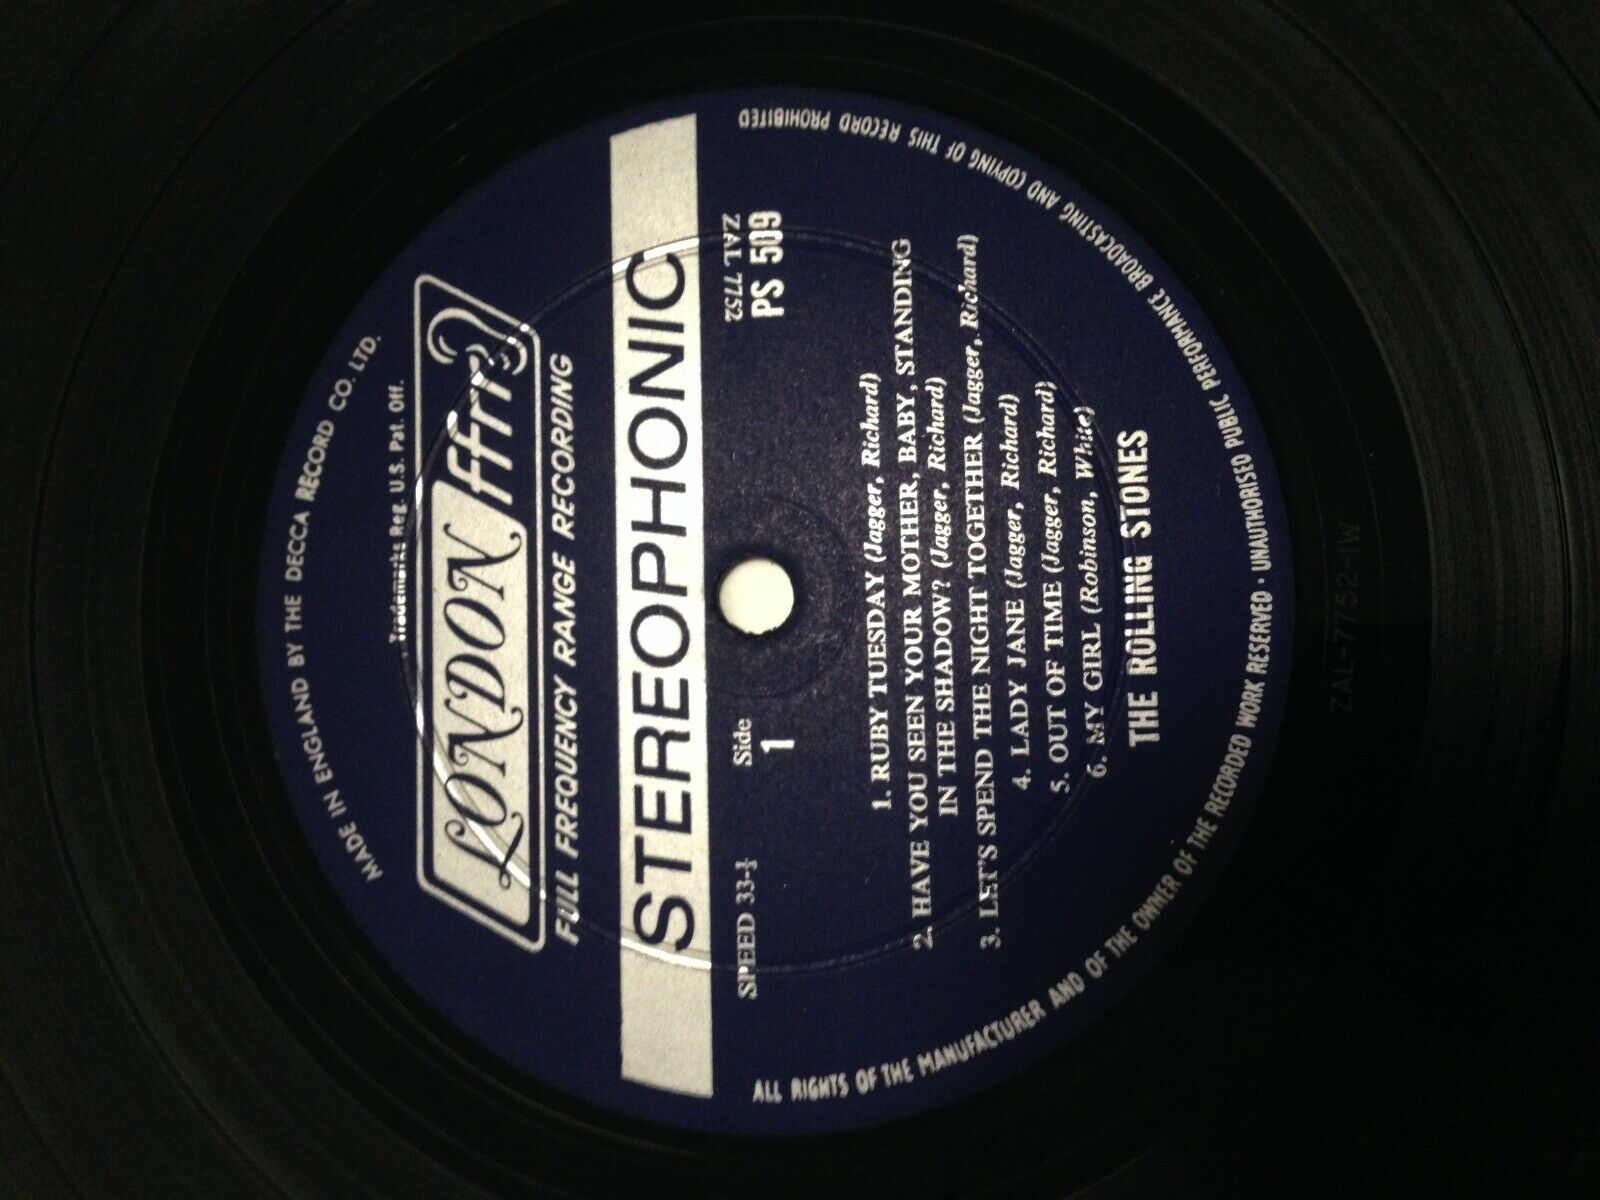 MADE IN ENGLAND BY THE DECCA RECORD CO. LTD.
Trademarks Reg. U.S. Pat. Off.
LONDON ffrr
FULL FREQUENCY RANGE RECORDING
STEREOPHONIC
SPEED 33-⅓
Side
1
ZAL 7752
PS 509
1. RUBY TUESDAY (Jagger, Richard)
2. HAVE YOU SEEN YOUR MOTHER, BABY, STANDING
IN THE SHADOW? (Jagger, Richard)
3. LET'S SPEND THE NIGHT TOGETHER (Jagger, Richard)
4. LADY JANE (Jagger, Richard)
5. OUT OF TIME (Jagger, Richard)
6. MY GIRL (Robinson, White)
THE ROLLING STONES
ALL RIGHTS OF THE MANUFACTURER AND OF THE OWNER OF THE RECORDED WORK RESERVED · UNAUTHORISED PUBLIC PERFORMANCE BROADCASTING AND COPYING OF THIS RECORD PROHIBITED
ZAL-7752-1W